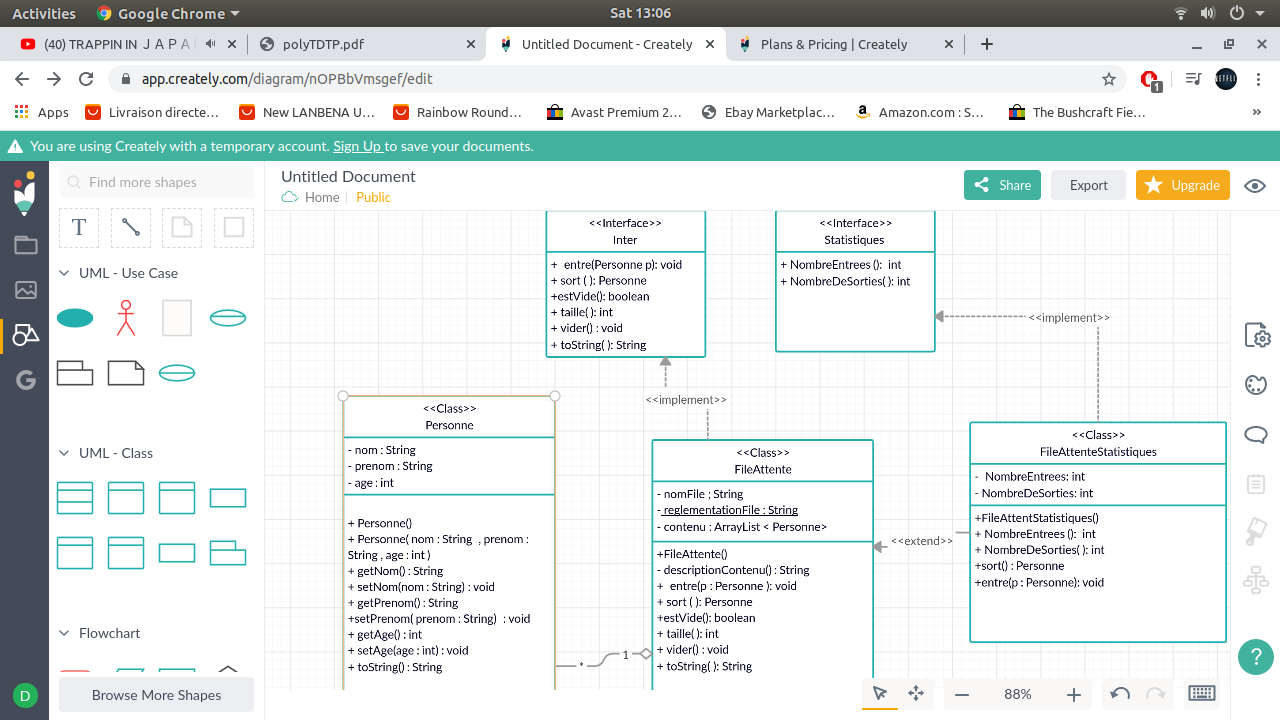 Activities
Google Chrome
Sat 13:06
(40) TRAPPIN IN J A P A
polyTDTP.pdf
Untitled Document - Creately
Plans & Pricing | Creately
app.creately.com/diagram/nOPBbVmsgef/edit
1
Apps
Livraison directe…
New LANBENA U…
Rainbow Round…
Avast Premium 2…
Ebay Marketplac…
Amazon.com : S…
The Bushcraft Fie…
»
You are using Creately with a temporary account. Sign Up to save your documents.
Find more shapes
Untitled Document
Home
Public
Share
Export
Upgrade
T
UML - Use Case
UML - Class
Flowchart
Browse More Shapes
D
<<Interface>>
Inter
+ entre(Personne p): void
+ sort ( ): Personne
+estVide(): boolean
+ taille( ): int
+ vider() : void
+ toString( ): String
<<Interface>>
Statistiques
+ NombreEntrees (): int
+ NombreDeSorties( ): int
<<implement>>
<<implement>>
<<Class>>
Personne
- nom : String
- prenom : String
- age : int
+ Personne()
+ Personne( nom : String , prenom :
String , age : int )
+ getNom() : String
+ setNom(nom : String) : void
+ getPrenom() : String
+setPrenom( prenom : String) : void
+ getAge() : int
+ setAge(age : int) : void
+ toString() : String
*
1
<<Class>>
FileAttente
- nomFile ; String
- reglementationFile : String
- contenu : ArrayList < Personne>
+FileAttente()
- descriptionContenu() : String
+ entre(p : Personne ): void
+ sort ( ): Personne
+estVide(): boolean
+ taille( ): int
+ vider() : void
+ toString( ): String
<<extend>>
<<Class>>
FileAttenteStatistiques
- NombreEntrees: int
- NombreDeSorties: int
+FileAttentStatistiques()
+ NombreEntrees (): int
+ NombreDeSorties( ): int
+sort() : Personne
+entre(p : Personne): void
88%
?